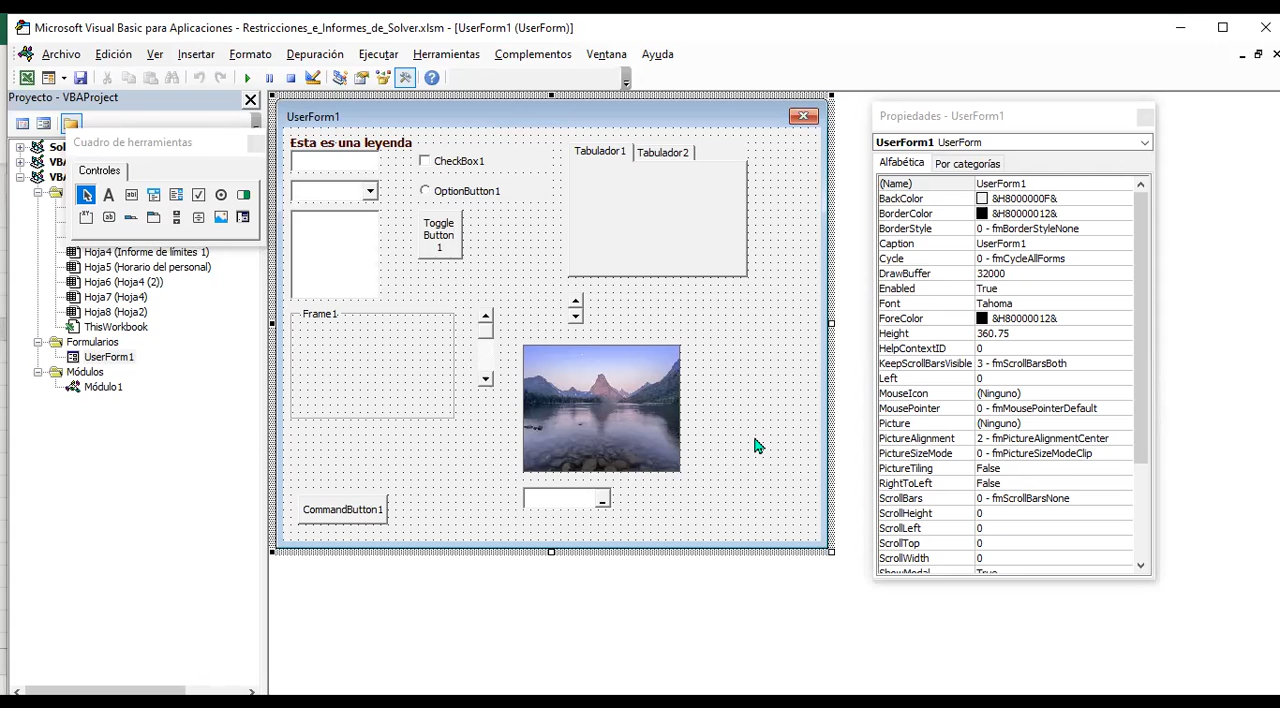 Microsoft Visual Basic para Aplicaciones - Restricciones_e_Informes_de_Solver.xlsm - [UserForm1 (UserForm)]
Archivo Edición Ver Insertar Formato Depuración Ejecutar Herramientas Complementos Ventana Ayuda
Proyecto - VBAProject
Cuadro de herramientas
Controles
Hoja4 (Informe de límites 1)
Hoja5 (Horario del personal)
Hoja6 (Hoja4 (2))
Hoja7 (Hoja4)
Hoja8 (Hoja2)
ThisWorkbook
Formularios
UserForm1
Módulos
Módulo1
UserForm1
Esta es una leyenda
CheckBox1
OptionButton1
Toggle
Button
1
Tabulador1 Tabulador2
Frame1
CommandButton1
Propiedades - UserForm1
UserForm1 UserForm
Alfabética Por categorías
(Name) UserForm1
BackColor &H8000000F&
BorderColor &H80000012&
BorderStyle 0 - fmBorderStyleNone
Caption UserForm1
Cycle 0 - fmCycleAllForms
DrawBuffer 32000
Enabled True
Font Tahoma
ForeColor &H80000012&
Height 360.75
HelpContextID 0
KeepScrollBarsVisible 3 - fmScrollBarsBoth
Left 0
MouseIcon (Ninguno)
MousePointer 0 - fmMousePointerDefault
Picture (Ninguno)
PictureAlignment 2 - fmPictureAlignmentCenter
PictureSizeMode 0 - fmPictureSizeModeClip
PictureTiling False
RightToLeft False
ScrollBars 0 - fmScrollBarsNone
ScrollHeight 0
ScrollLeft 0
ScrollTop 0
ScrollWidth 0
ShowModal True